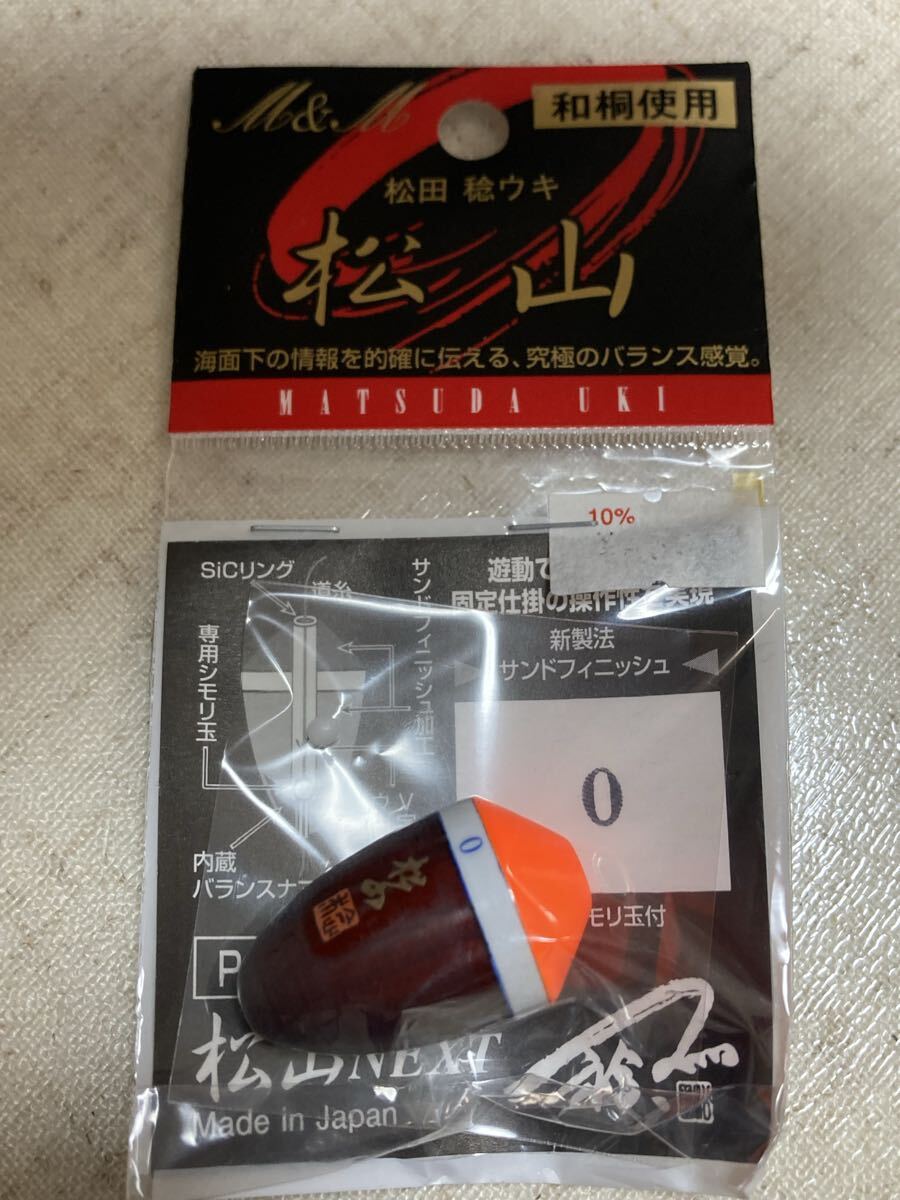 M&M
和桐使用
松田 稔ウキ
松山
海面下の情報を的確に伝える、究極のバランス感覚。
MATSUDA UKI
10%
SiCリング
道糸
サンドフィニッシュ加工
専用シモリ玉
内蔵
バランスナ
遊動で
固定仕掛の操作性
実現
新製法
サンドフィニッシュ
0
モリ玉付
0
松山
P
松山NEXT
Made in Japan